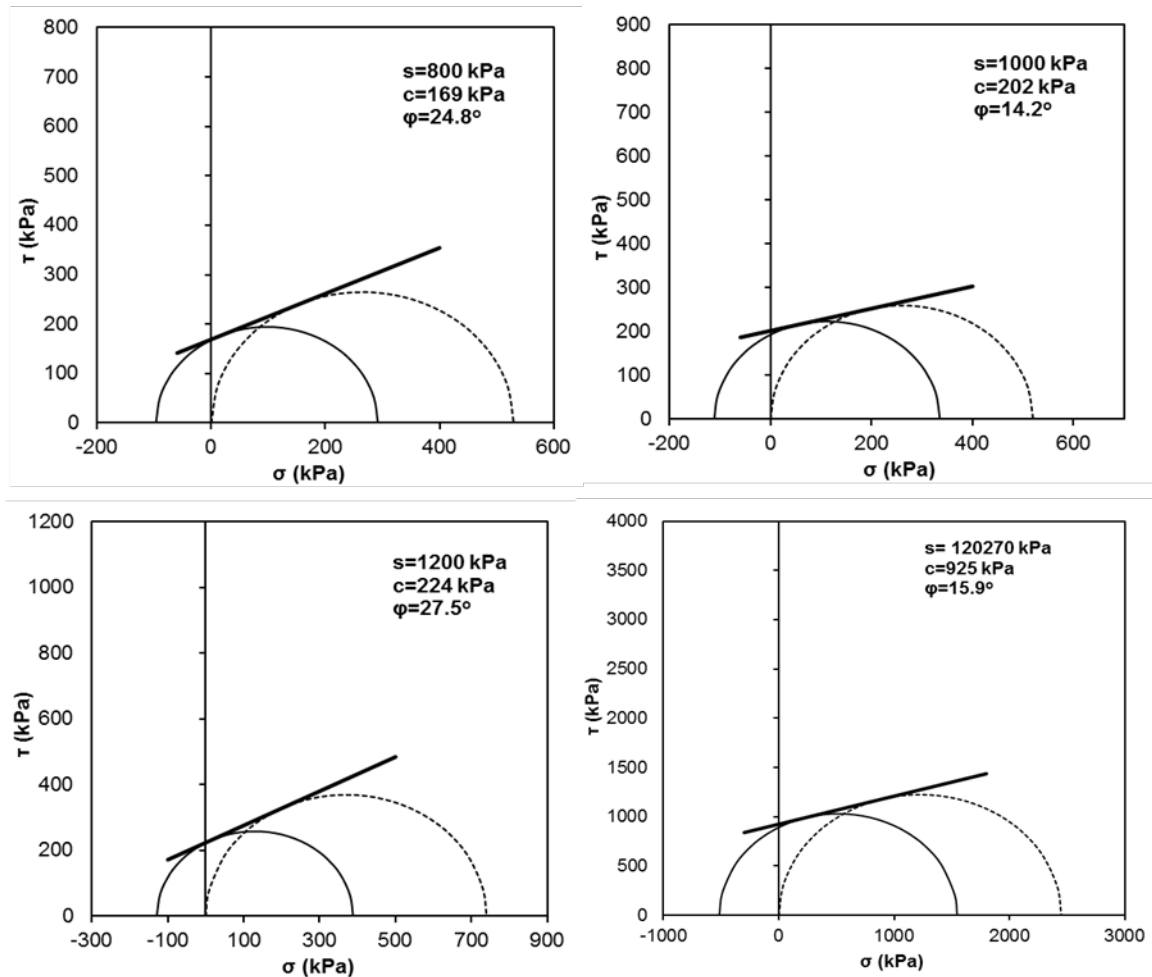 800
700
600
500
400
300
200
100
0
τ (kPa)
s=800 kPa
c=169 kPa
φ=24.8°
-200 0 200 400 600
σ (kPa)
900
800
700
600
500
400
300
200
100
0
τ (kPa)
s=1000 kPa
c=202 kPa
φ=14.2°
-200 0 200 400 600
σ (kPa)
1200
1000
800
600
400
200
0
τ (kPa)
s=1200 kPa
c=224 kPa
φ=27.5°
-300 -100 100 300 500 700 900
σ (kPa)
4000
3500
3000
2500
2000
1500
1000
500
0
τ (kPa)
s= 120270 kPa
c=925 kPa
φ=15.9°
-1000 0 1000 2000 3000
σ (kPa)